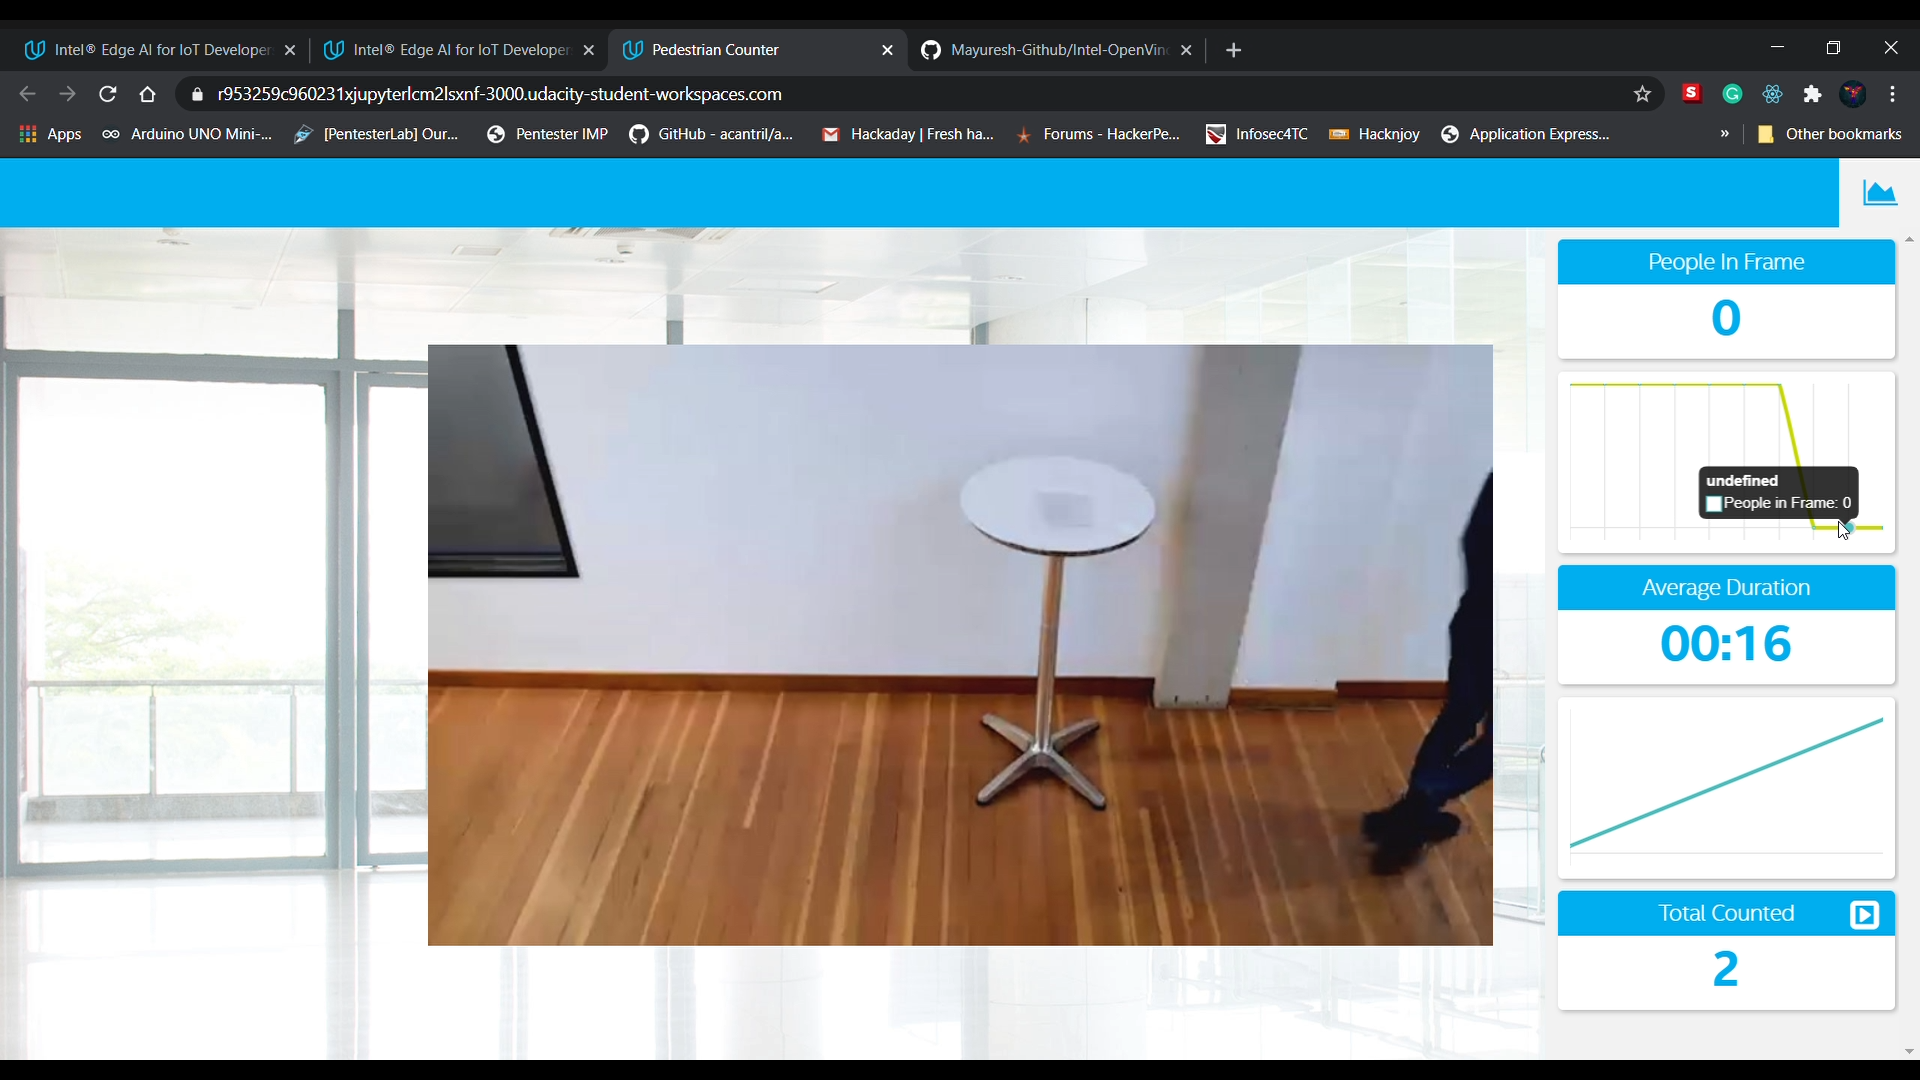 Intel® Edge AI for IoT Developer
Intel® Edge AI for IoT Developer
Pedestrian Counter
Mayuresh-Github/Intel-OpenVin
r953259c960231xjupyterlcm2lsxnf-3000.udacity-student-workspaces.com
Apps
Arduino UNO Mini-...
[PentesterLab] Our...
Pentester IMP
GitHub - acantril/a...
Hackaday | Fresh ha...
Forums - HackerPe...
Infosec4TC
Hacknjoy
Application Express...
»
Other bookmarks
People In Frame
0
undefined
People in Frame: 0
Average Duration
00:16
Total Counted
2